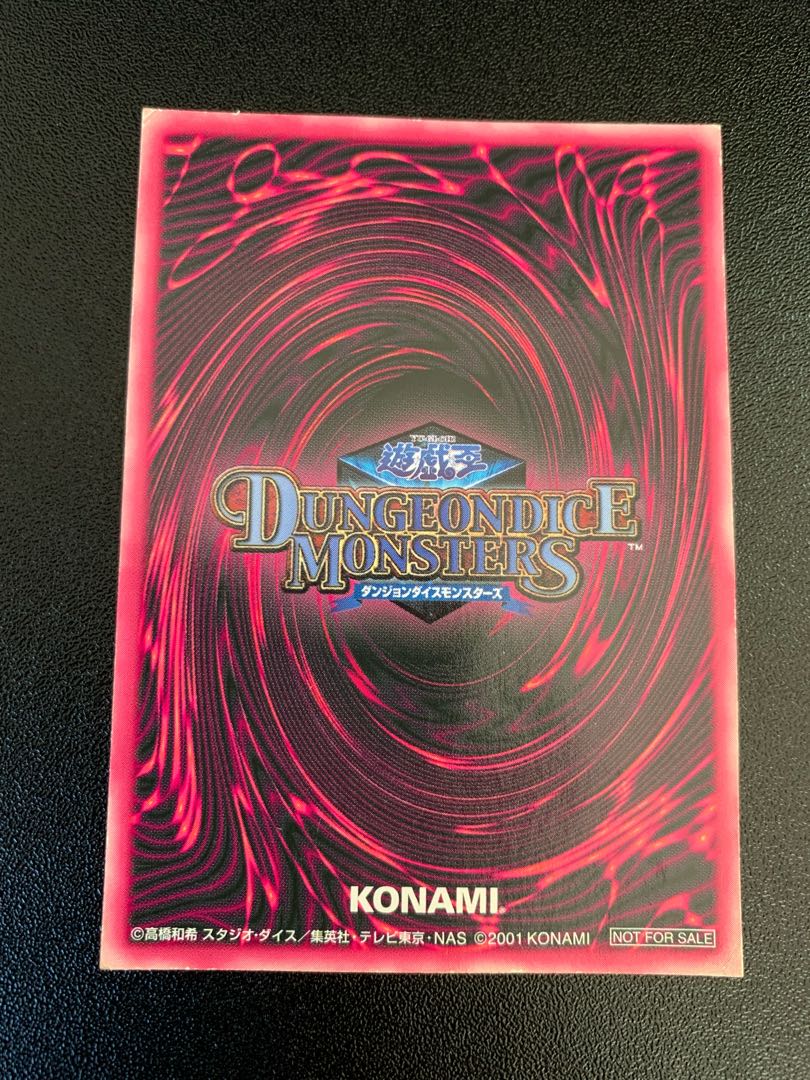 YU-GI-OH!
遊戯王
DUNGEONDICE
MONSTERS™
ダンジョンダイスモンスターズ
KONAMI®
©高橋和希 スタジオ・ダイス／集英社・テレビ東京・NAS ©2001 KONAMI NOT FOR SALE